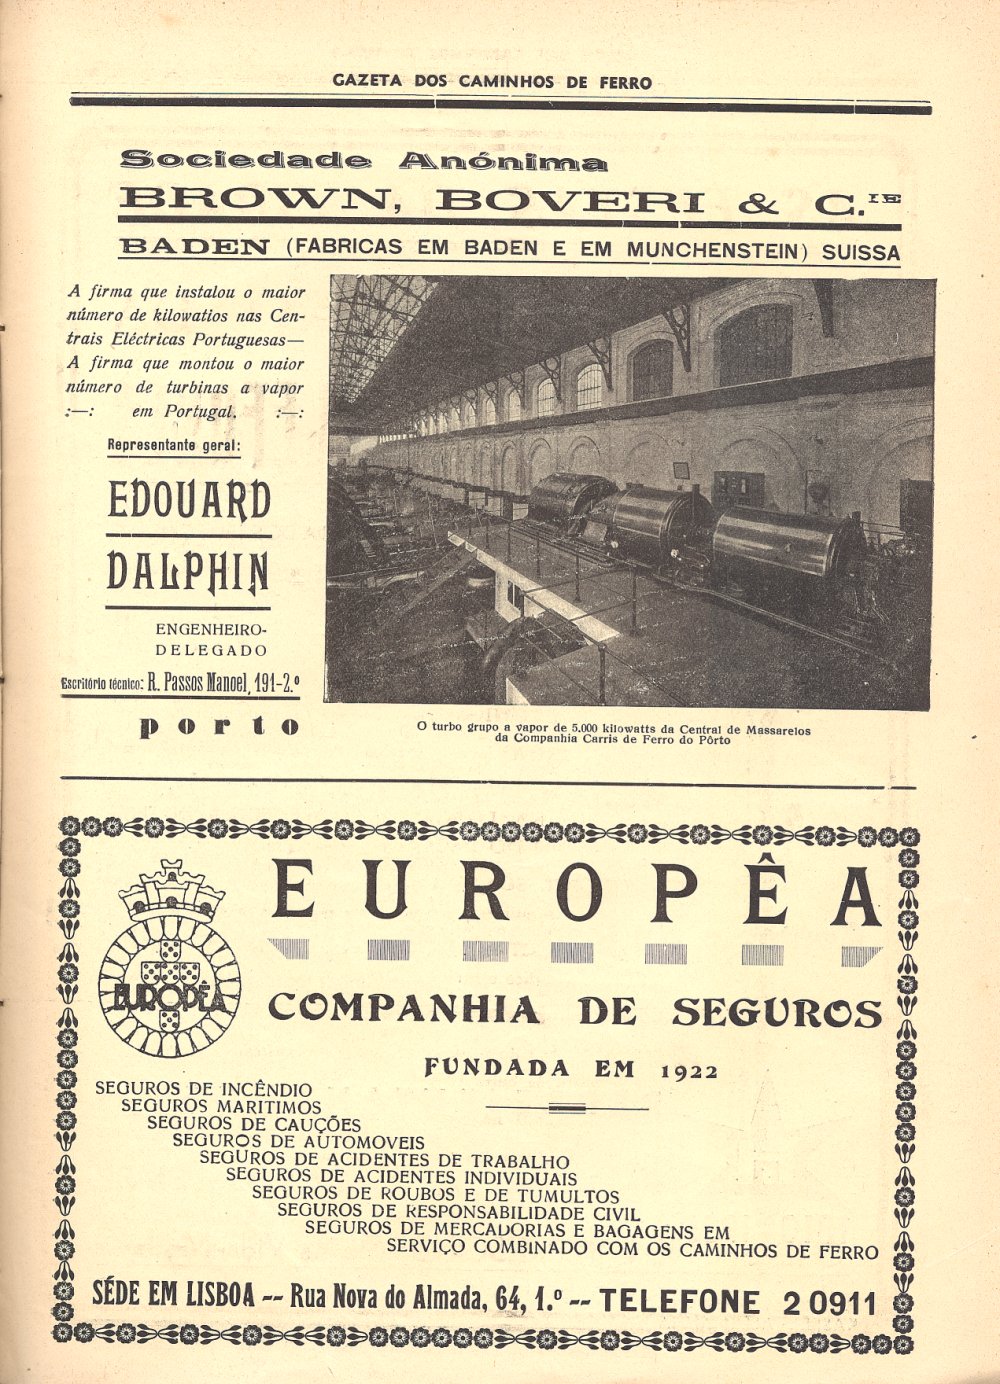 GAZETA DOS CAMINHOS DE FERRO
Sociedade Anónima
BROWN, BOVERI & C.IE
BADEN (FABRICAS EM BADEN E EM MUNCHENSTEIN) SUISSA
A firma que instalou o maior
número de kilowatios nas Cen-
trais Eléctricas Portuguesas—
A firma que montou o maior
número de turbinas a vapor
:—: em Portugal. :—:
Representante geral:
EDOUARD
DALPHIN
ENGENHEIRO-
DELEGADO
Escritório técnico: R. Passos Manoel, 191-2.º
porto
O turbo grupo a vapor de 5.000 kilowatts da Central de Massarelos
da Companhia Carris de Ferro do Pôrto
EUROPÊA
EUROPÊA
COMPANHIA DE SEGUROS
FUNDADA EM 1922
SEGUROS DE INCÊNDIO
SEGUROS MARITIMOS
SEGUROS DE CAUÇÕES
SEGUROS DE AUTOMOVEIS
SEGUROS DE ACIDENTES DE TRABALHO
SEGUROS DE ACIDENTES INDIVIDUAIS
SEGUROS DE ROUBOS E DE TUMULTOS
SEGUROS DE RESPONSABILIDADE CIVIL
SEGUROS DE MERCADORIAS E BAGAGENS EM
SERVIÇO COMBINADO COM OS CAMINHOS DE FERRO
SÉDE EM LISBOA -- Rua Nova do Almada, 64, 1.º -- TELEFONE 20911